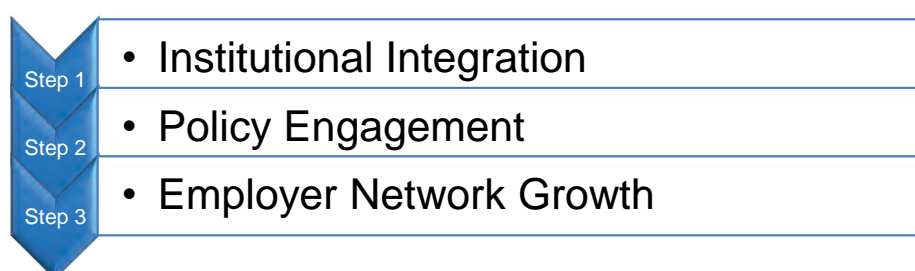 Step 1
• Institutional Integration
Step 2
• Policy Engagement
Step 3
• Employer Network Growth